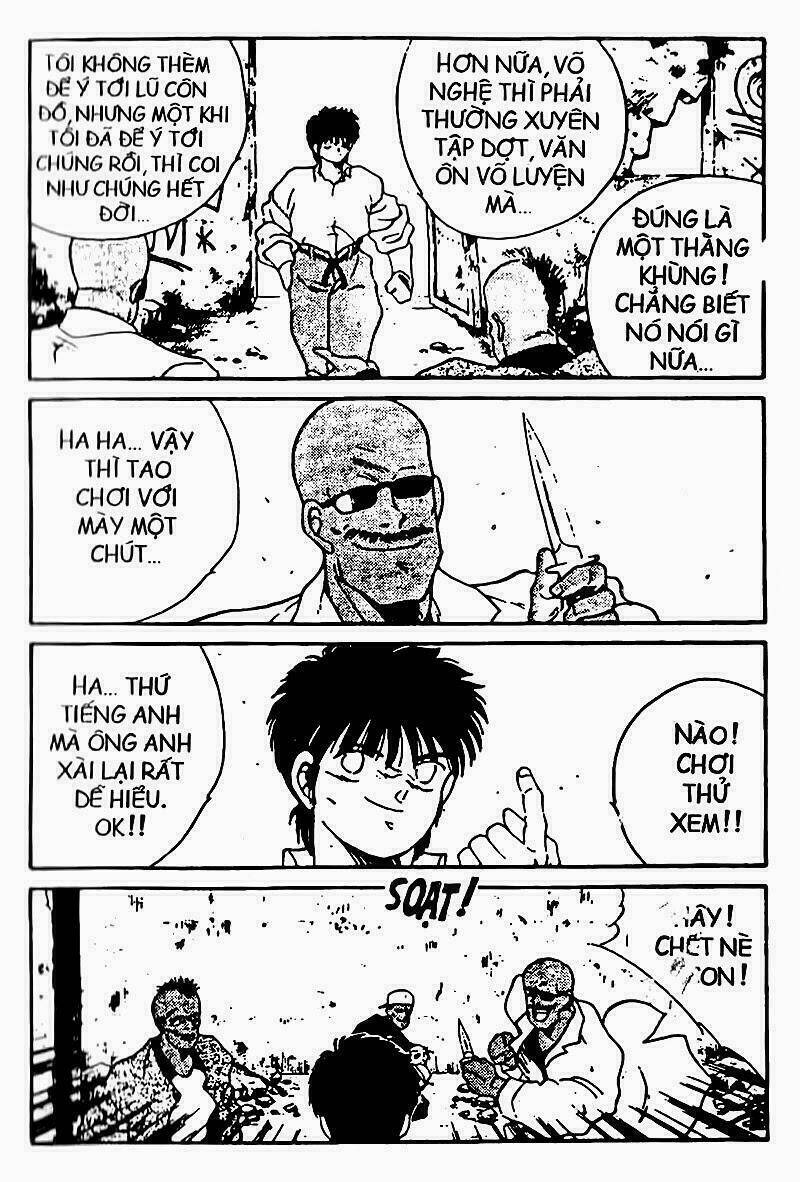 TÔI KHÔNG THÈM
ĐỂ Ý TỚI LŨ CÔN
ĐỒ, NHƯNG MỘT KHI
TÔI ĐÃ ĐỂ Ý TỚI
CHÚNG RỒI, THÌ COI
NHƯ CHÚNG HẾT
ĐỜI...
HƠN NỮA, VÕ
NGHỆ THÌ PHẢI
THƯỜNG XUYÊN
TẬP DỢT, VĂN
ÔN VÕ LUYỆN
MÀ...
ĐÚNG LÀ
MỘT THẰNG
KHÙNG!
CHẲNG BIẾT
NÓ NÓI GÌ
NỮA...
HA HA... VẬY
THÌ TAO
CHƠI VỚI
MÀY MỘT
CHÚT...
HA... THỨ
TIẾNG ANH
MÀ ÔNG ANH
XÀI LẠI RẤT
DỄ HIỂU.
OK!!
NÀO!
CHƠI
THỬ
XEM!!
SOẠT!
ÂY!
CHẾT NÈ
CON!